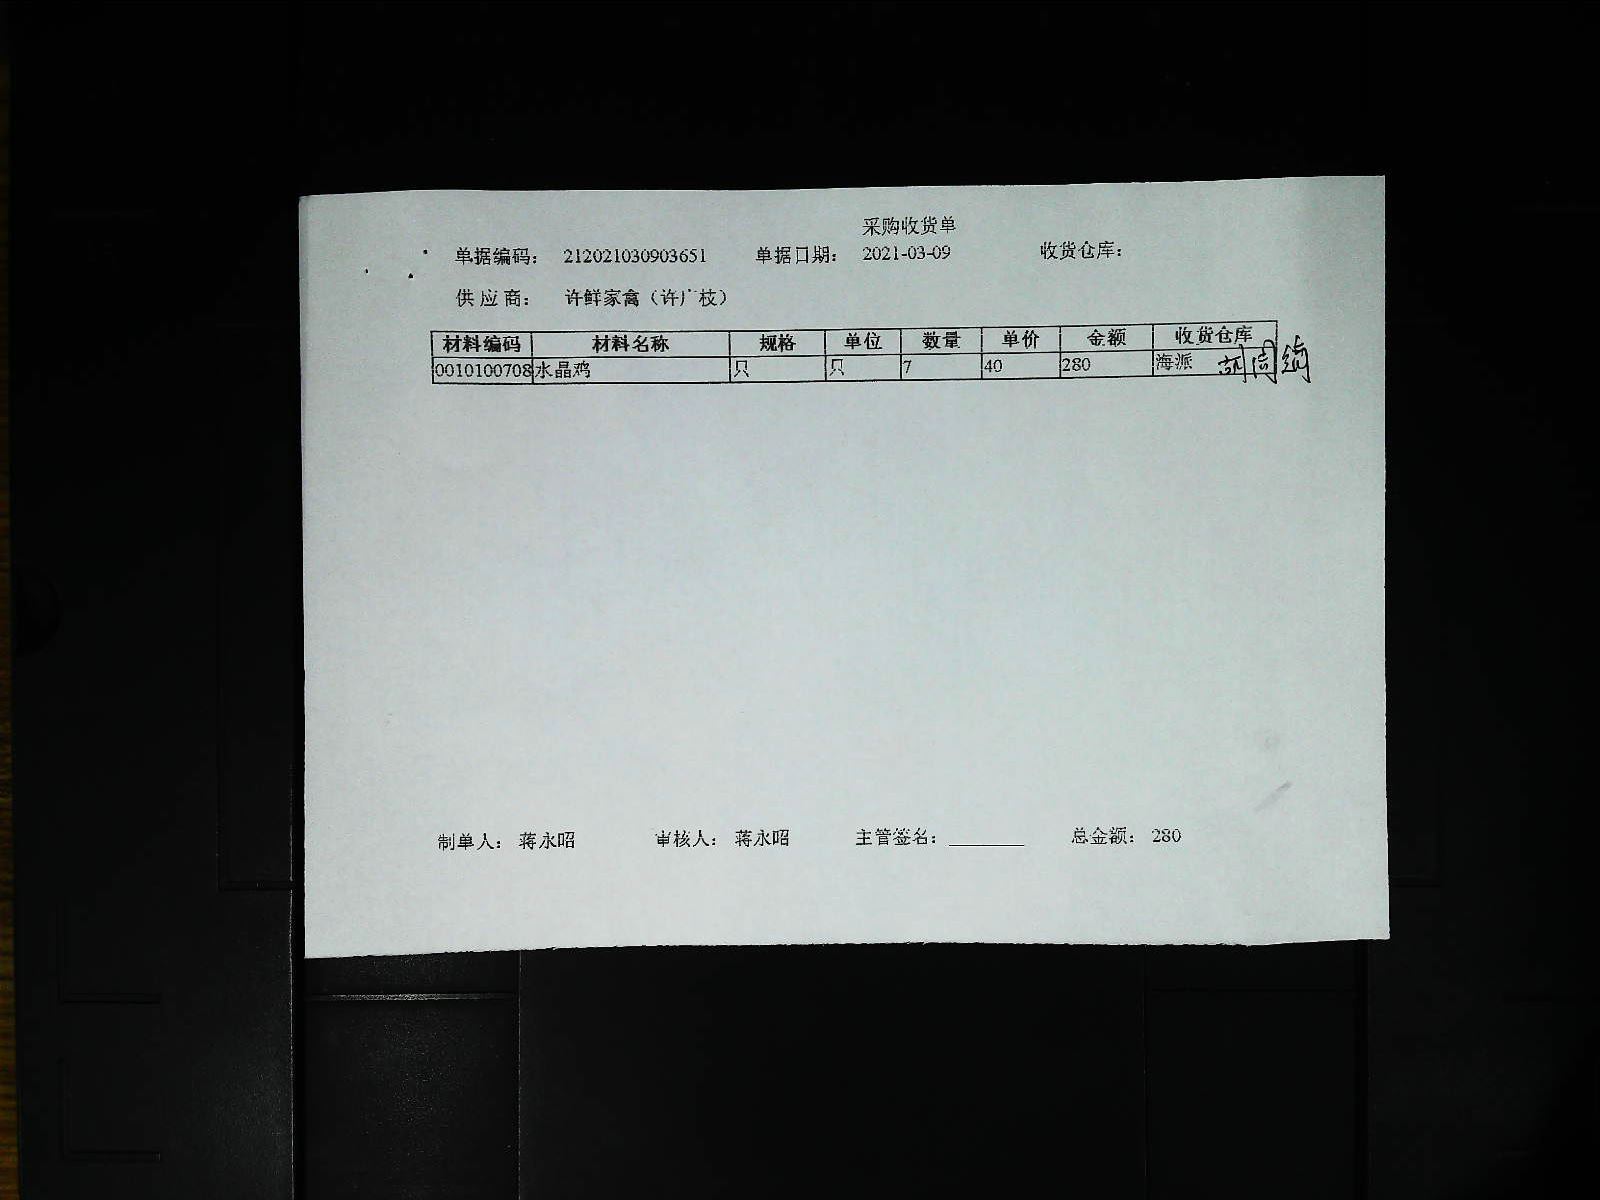 采购收货单
单据编码： 212021030903651 单据日期： 2021-03-09 收货仓库：
供 应 商： 许鲜家禽（许广枝）
材料编码 材料名称 规格 单位 数量 单价 金额 收货仓库
0010100708 水晶鸡 只 只 7 40 280 海派
制单人： 蒋永昭 审核人： 蒋永昭 主管签名：________ 总金额： 280